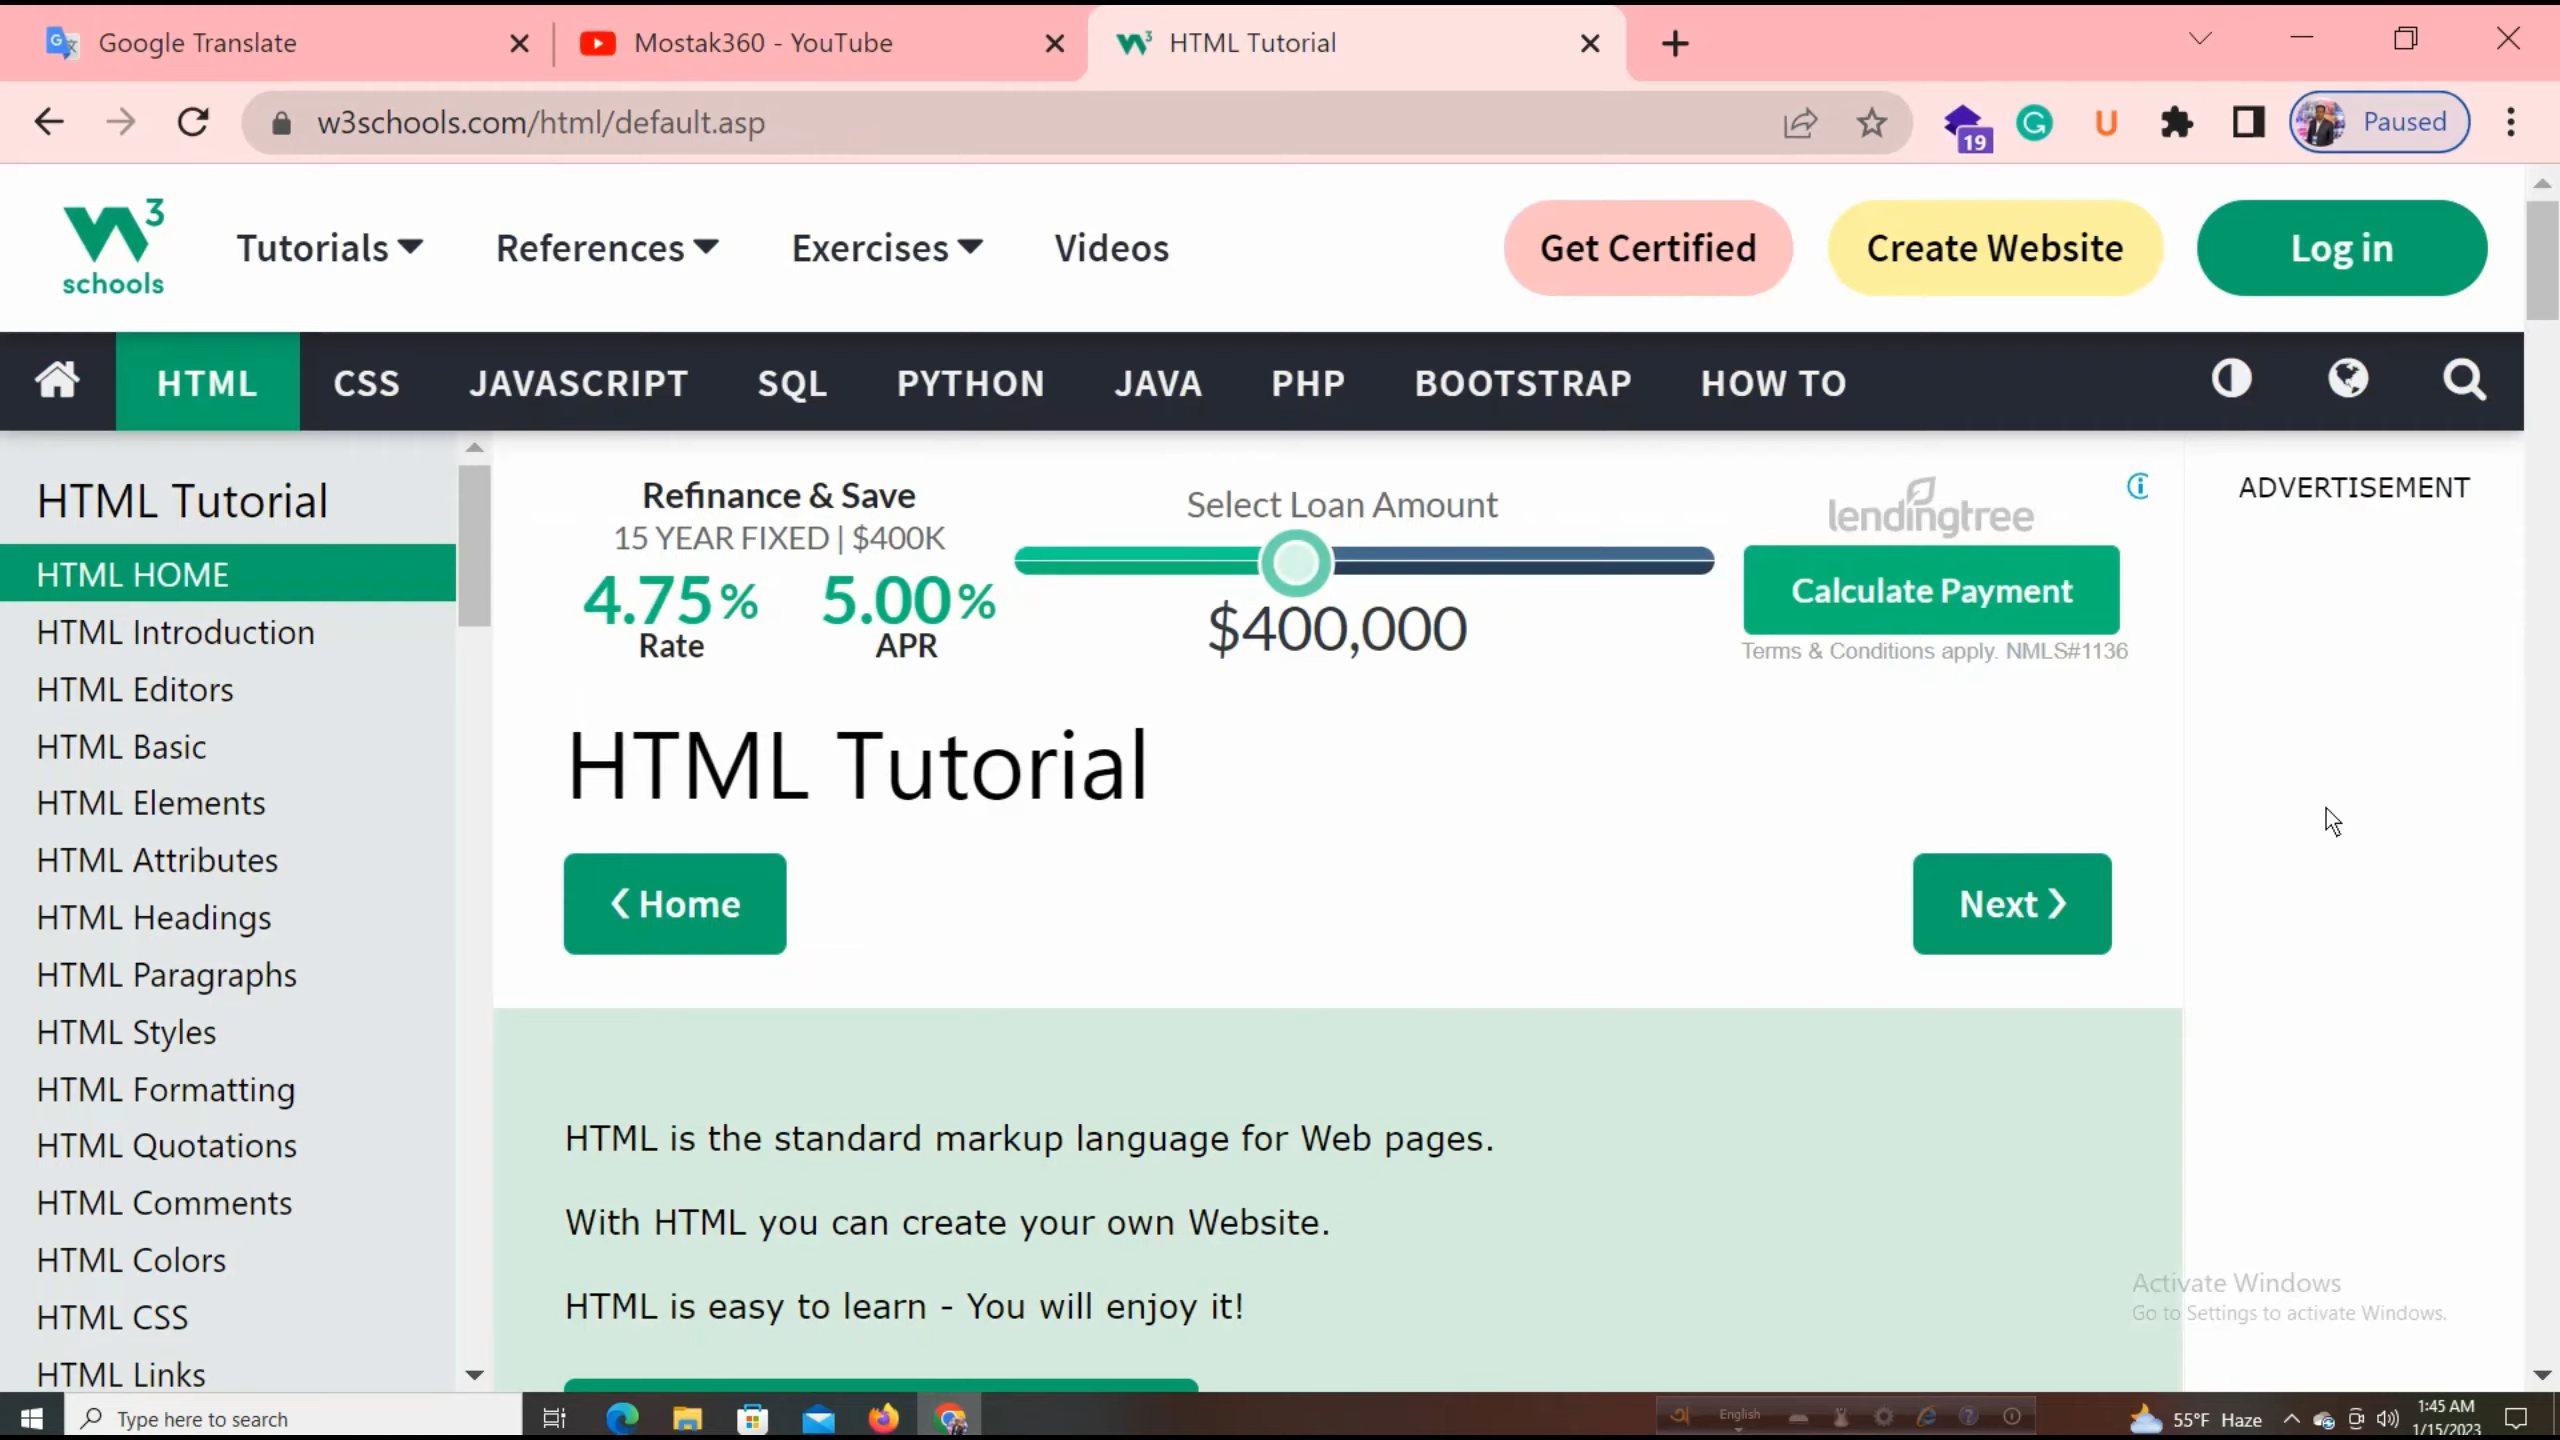 Google Translate
Mostak360 - YouTube
HTML Tutorial
w3schools.com/html/default.asp
19
Paused
W3 schools
Tutorials
References
Exercises
Videos
Get Certified
Create Website
Log in
HTML
CSS
JAVASCRIPT
SQL
PYTHON
JAVA
PHP
BOOTSTRAP
HOW TO
HTML Tutorial
HTML HOME
HTML Introduction
HTML Editors
HTML Basic
HTML Elements
HTML Attributes
HTML Headings
HTML Paragraphs
HTML Styles
HTML Formatting
HTML Quotations
HTML Comments
HTML Colors
HTML CSS
HTML Links
Refinance & Save
15 YEAR FIXED | $400K
4.75% 5.00%
Rate APR
Select Loan Amount
$400,000
lendingtree
Calculate Payment
Terms & Conditions apply. NMLS#1136
ADVERTISEMENT
HTML Tutorial
❮ Home
Next ❯
HTML is the standard markup language for Web pages.
With HTML you can create your own Website.
HTML is easy to learn - You will enjoy it!
Activate Windows
Go to Settings to activate Windows.
Type here to search
English
55°F Haze
1:45 AM
1/15/2023